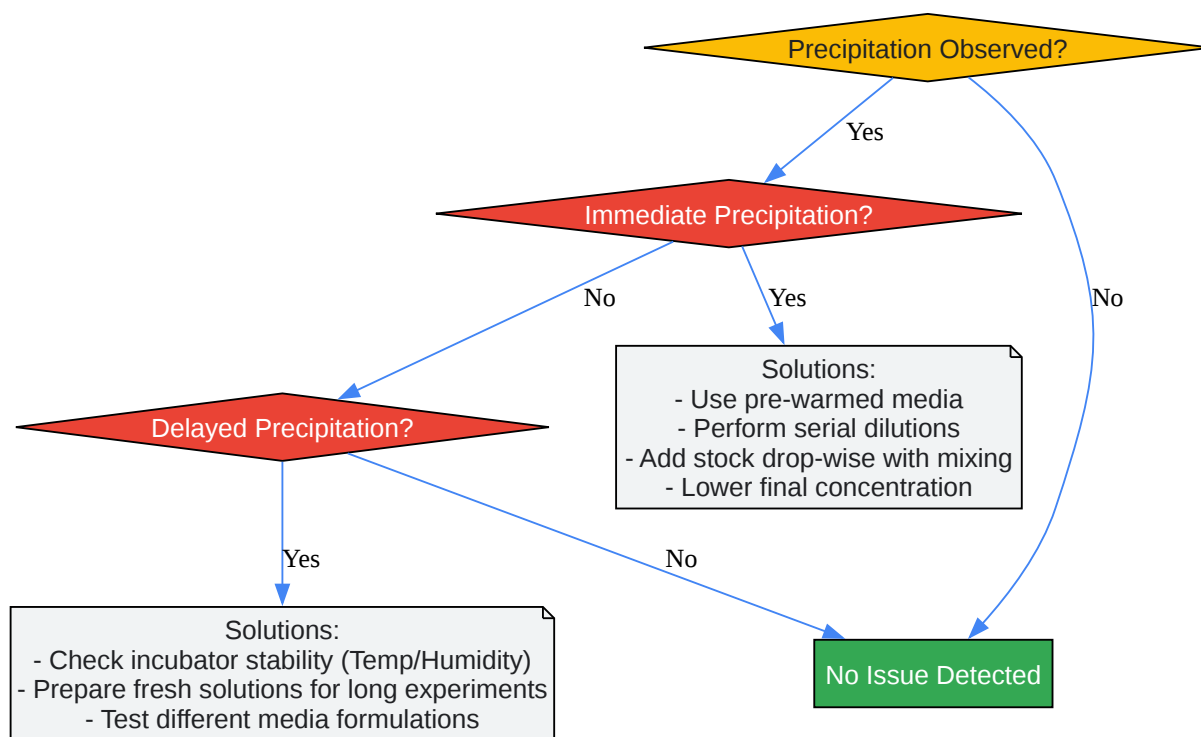 Precipitation Observed?
Yes
Immediate Precipitation?
No
Yes
No
Solutions:
- Use pre-warmed media
- Perform serial dilutions
- Add stock drop-wise with mixing
- Lower final concentration
Delayed Precipitation?
Yes
No
Solutions:
- Check incubator stability (Temp/Humidity)
- Prepare fresh solutions for long experiments
- Test different media formulations
No Issue Detected